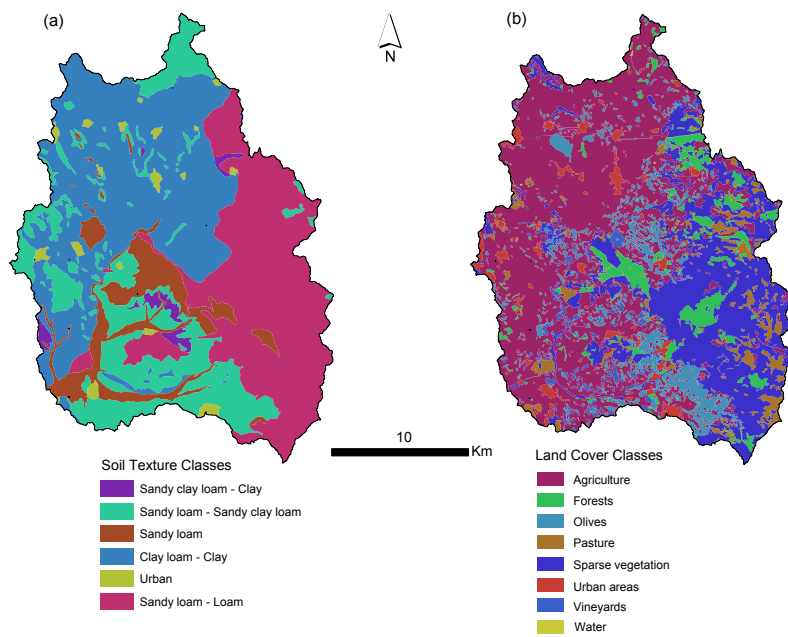 (a)
(b)
N
10
Km
Soil Texture Classes
Sandy clay loam - Clay
Sandy loam - Sandy clay loam
Sandy loam
Clay loam - Clay
Urban
Sandy loam - Loam
Land Cover Classes
Agriculture
Forests
Olives
Pasture
Sparse vegetation
Urban areas
Vineyards
Water